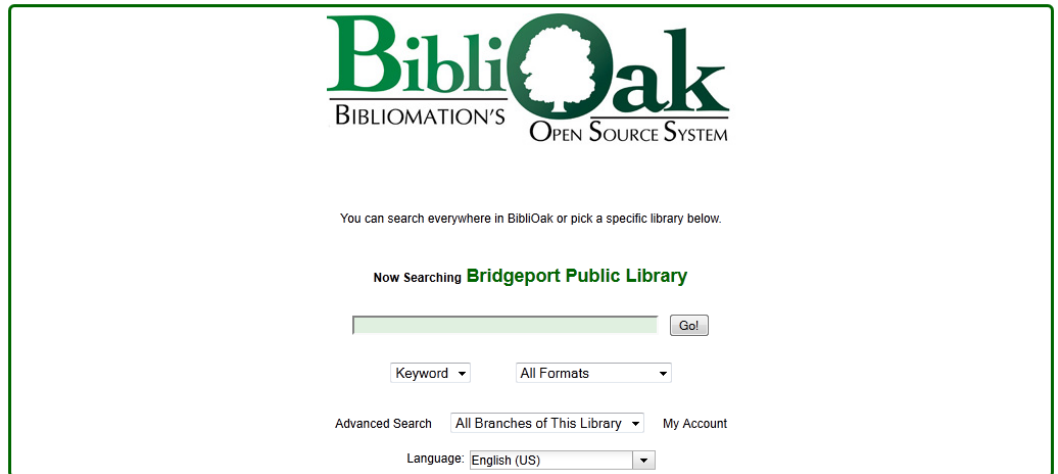 BibliOak
BIBLIOMATION'S
OPEN SOURCE SYSTEM
You can search everywhere in BibliOak or pick a specific library below.
Now Searching Bridgeport Public Library
Go!
Keyword All Formats
Advanced Search All Branches of This Library My Account
Language: English (US)